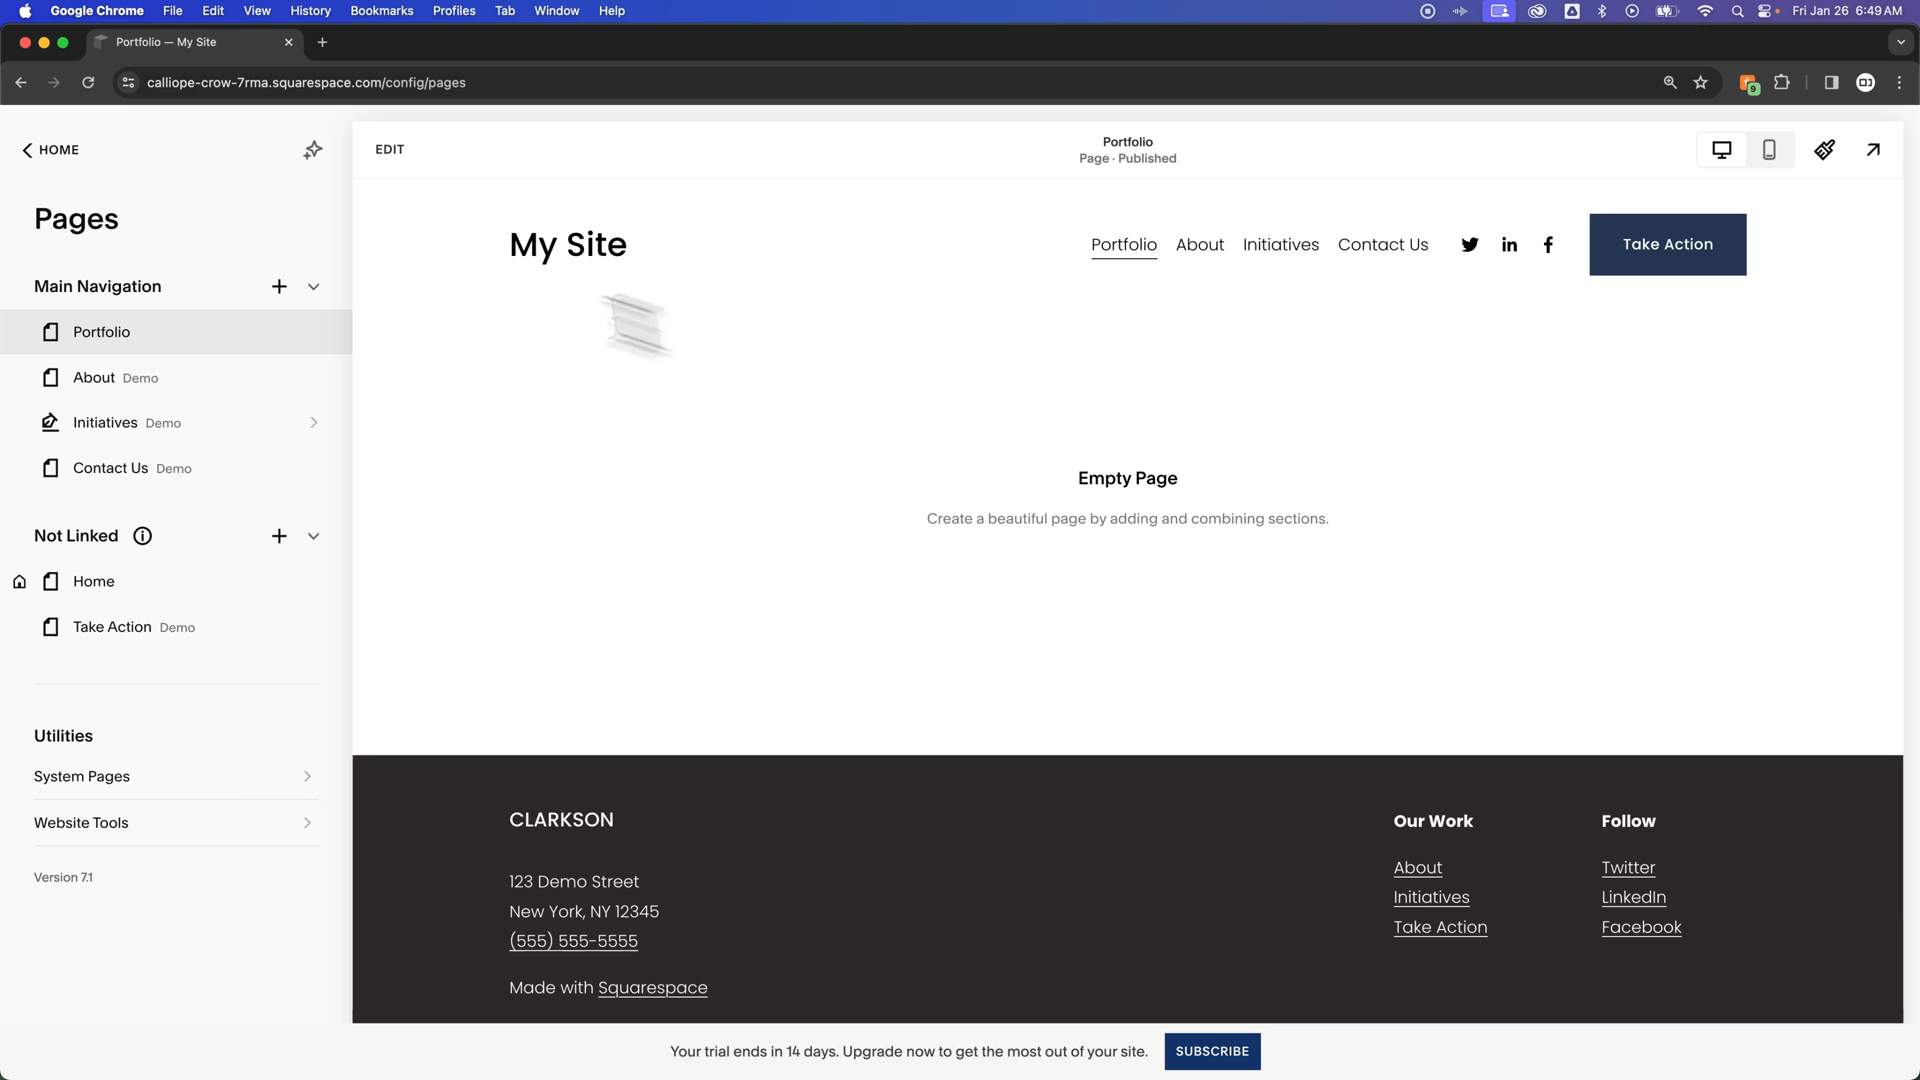 Google Chrome File Edit View History Bookmarks Profiles Tab Window Help Fri Jan 26 6:49 AM
Portfolio — My Site
calliope-crow-7rma.squarespace.com/config/pages
9
HOME
EDIT
Portfolio
Page · Published
Pages
Main Navigation
Portfolio
About Demo
Initiatives Demo
Contact Us Demo
Not Linked
Home
Take Action Demo
Utilities
System Pages
Website Tools
Version 7.1
My Site
Portfolio About Initiatives Contact Us
Take Action
Empty Page
Create a beautiful page by adding and combining sections.
CLARKSON
123 Demo Street
New York, NY 12345
(555) 555-5555
Made with Squarespace
Our Work
About
Initiatives
Take Action
Follow
Twitter
LinkedIn
Facebook
Your trial ends in 14 days. Upgrade now to get the most out of your site.
SUBSCRIBE